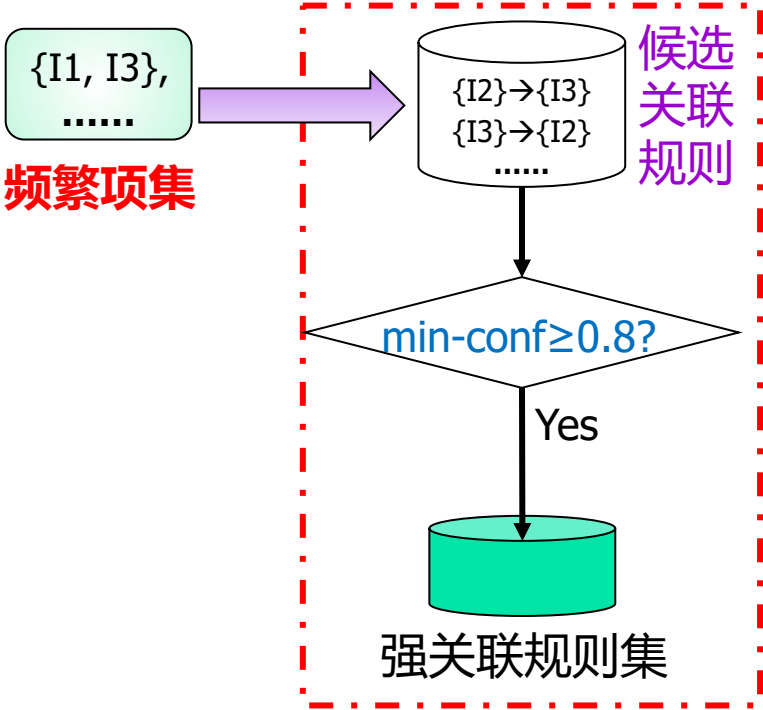 {I1, I3},
......
频繁项集
{I2}→{I3}
{I3}→{I2}
......
候选
关联
规则
min-conf≥0.8?
Yes
强关联规则集